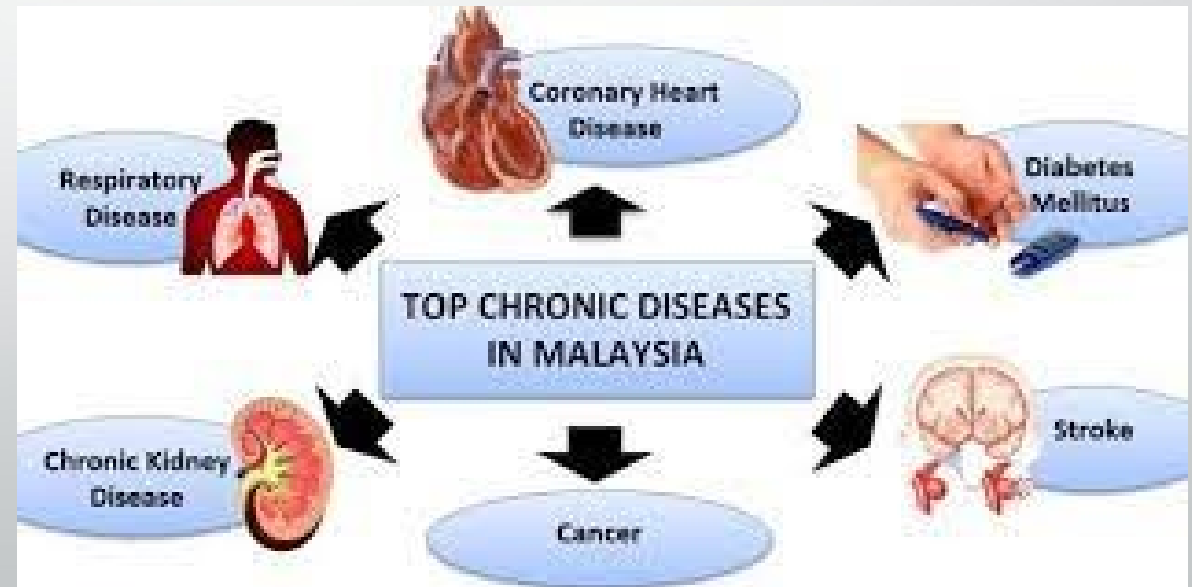 Coronary Heart
Disease
Respiratory
Disease
Diabetes
Mellitus
TOP CHRONIC DISEASES
IN MALAYSIA
Chronic Kidney
Disease
Stroke
Cancer